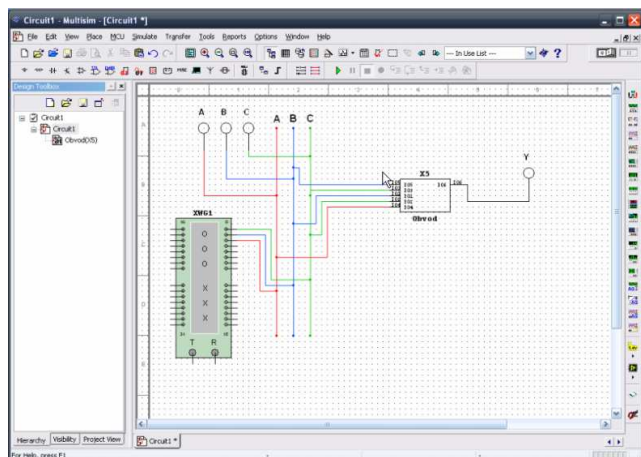 Circuit1 - Multisim - [Circuit1 *]
File Edit View Place MCU Simulate Transfer Tools Reports Options Window Help
--- In Use List ---
Design Toolbox
Circuit1
Circuit1
Obvod(X5)
A B C
A B C
Y
X5
Obvod
XWG1
O
O
O
X
X
X
T R
Hierarchy Visibility Project View
Circuit1 *
For Help, press F1